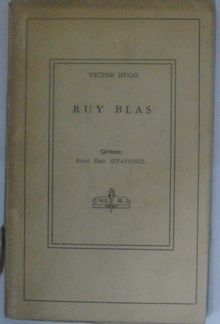 VICTOR HUGO
RUY BLAS
Çeviren:
Sabri Esat SİYAVUŞGİL